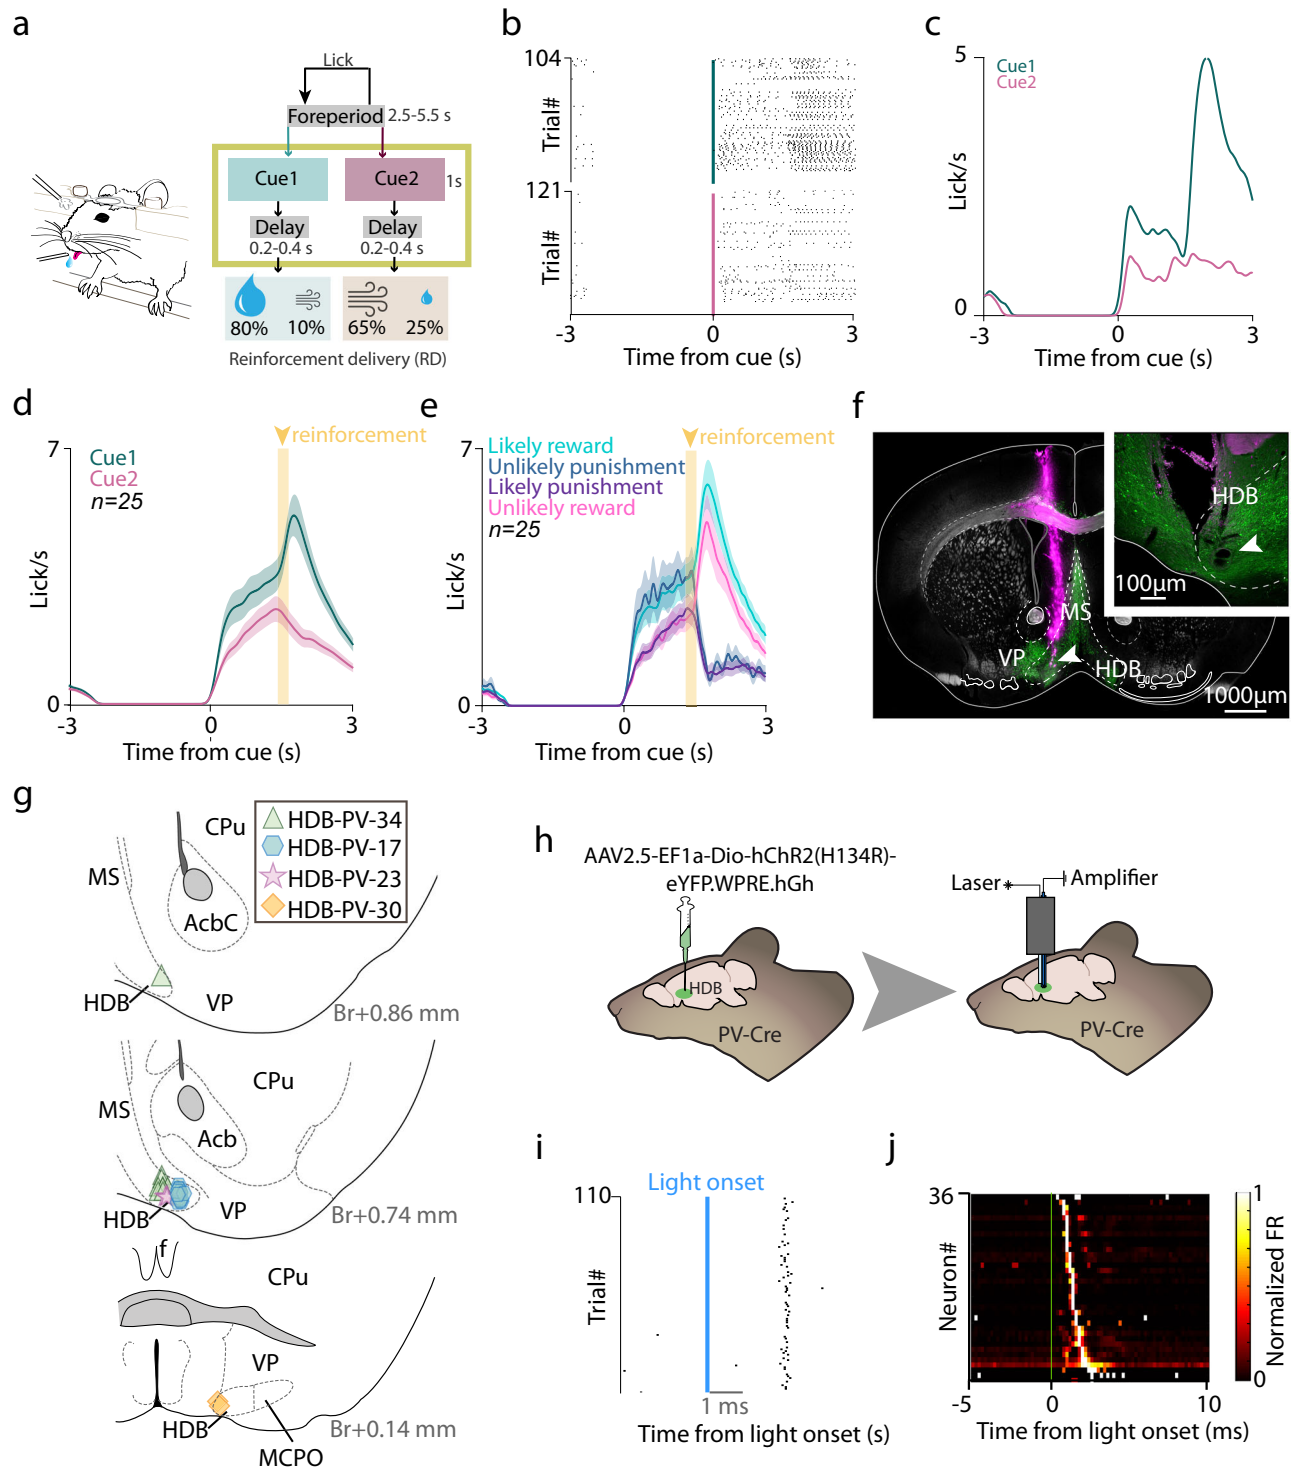 a
Lick
Foreperiod
2.5-5.5 s
Cue1
Cue2
1s
Delay
Delay
0.2-0.4 s
0.2-0.4 s
80%
10%
65%
25%
Reinforcement delivery (RD)
b
104
Trial#
121
Trial#
-3
0
3
Time from cue (s)
c
5
Cue1
Cue2
Lick/s
0
-3
0
3
Time from cue (s)
d
reinforcement
7
Cue1
Cue2
n=25
Lick/s
0
-3
0
3
Time from cue (s)
e
reinforcement
7
Likely reward
Unlikely punishment
Likely punishment
Unlikely reward
n=25
Lick/s
0
-3
0
3
Time from cue (s)
f
HDB
100µm
MS
VP
HDB
1000µm
g
CPu
HDB-PV-34
HDB-PV-17
HDB-PV-23
HDB-PV-30
MS
AcbC
HDB
VP
Br+0.86 mm
CPu
MS
Acb
HDB
VP
Br+0.74 mm
f
CPu
VP
HDB
MCPO
Br+0.14 mm
h
AAV2.5-EF1a-Dio-hChR2(H134R)-
eYFP.WPRE.hGh
HDB
PV-Cre
Laser
Amplifier
PV-Cre
i
Light onset
110
Trial#
1 ms
Time from light onset (s)
j
36
Neuron#
-5
0
10
Time from light onset (ms)
1
0
Normalized FR